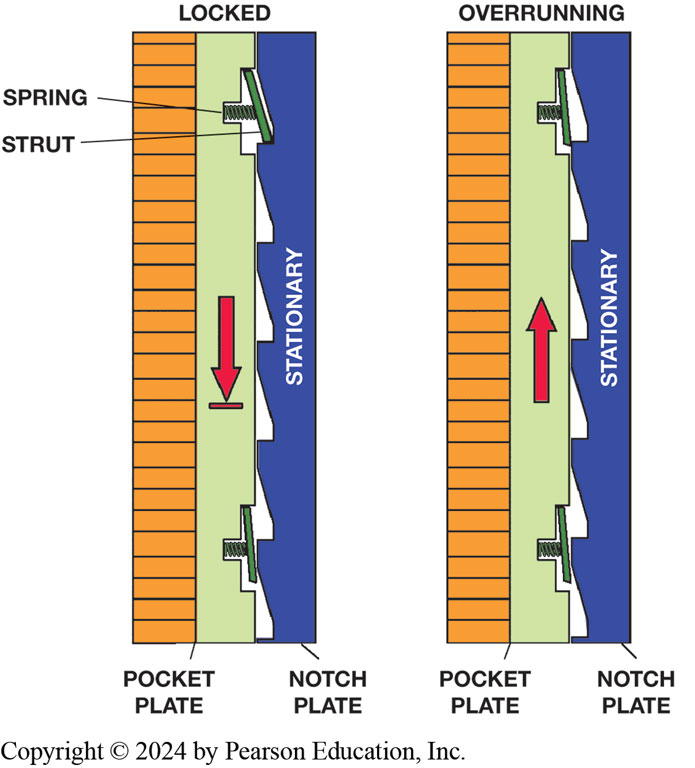 LOCKED
OVERRUNNING
SPRING
STRUT
STATIONARY
STATIONARY
POCKET
PLATE
NOTCH
PLATE
POCKET
PLATE
NOTCH
PLATE
Copyright © 2024 by Pearson Education, Inc.